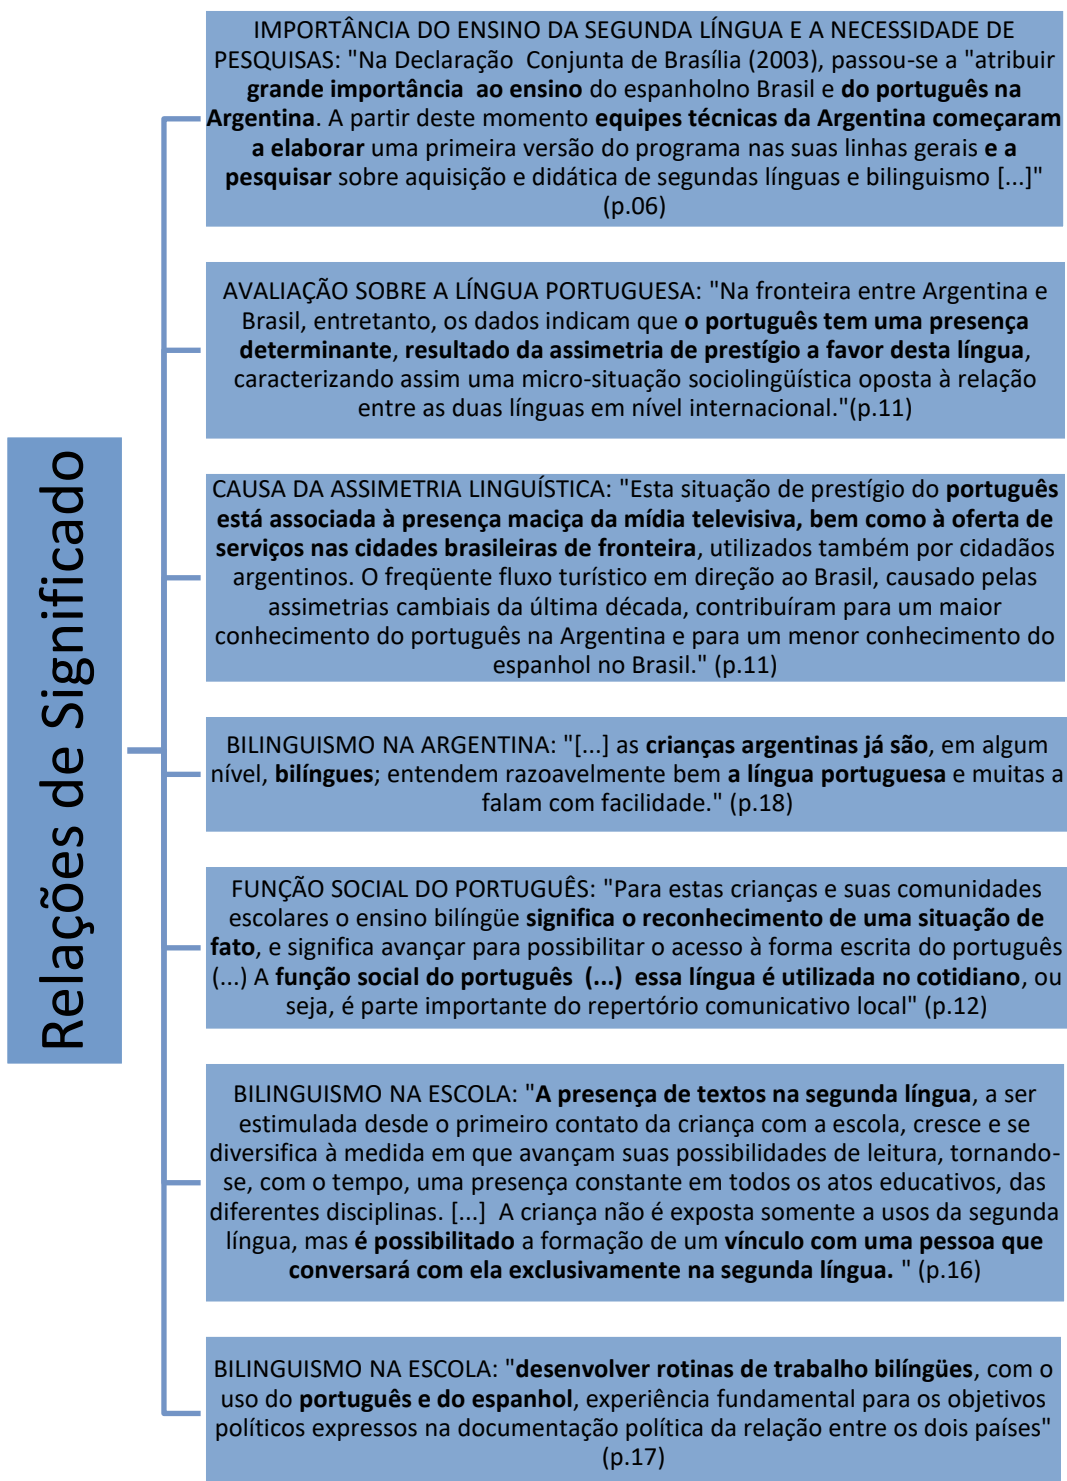 Relações de Significado
IMPORTÂNCIA DO ENSINO DA SEGUNDA LÍNGUA E A NECESSIDADE DE
PESQUISAS: "Na Declaração  Conjunta de Brasília (2003), passou-se a "atribuir
grande importância  ao ensino do espanholno Brasil e do português na
Argentina. A partir deste momento equipes técnicas da Argentina começaram
a elaborar uma primeira versão do programa nas suas linhas gerais e a
pesquisar sobre aquisição e didática de segundas línguas e bilinguismo [...]"
(p.06)
AVALIAÇÃO SOBRE A LÍNGUA PORTUGUESA: "Na fronteira entre Argentina e
Brasil, entretanto, os dados indicam que o português tem uma presença
determinante, resultado da assimetria de prestígio a favor desta língua,
caracterizando assim uma micro-situação sociolingüística oposta à relação
entre as duas línguas em nível internacional."(p.11)
CAUSA DA ASSIMETRIA LINGUÍSTICA: "Esta situação de prestígio do português
está associada à presença maciça da mídia televisiva, bem como à oferta de
serviços nas cidades brasileiras de fronteira, utilizados também por cidadãos
argentinos. O freqüente fluxo turístico em direção ao Brasil, causado pelas
assimetrias cambiais da última década, contribuíram para um maior
conhecimento do português na Argentina e para um menor conhecimento do
espanhol no Brasil." (p.11)
BILINGUISMO NA ARGENTINA: "[...] as crianças argentinas já são, em algum
nível, bilíngues; entendem razoavelmente bem a língua portuguesa e muitas a
falam com facilidade." (p.18)
FUNÇÃO SOCIAL DO PORTUGUÊS: "Para estas crianças e suas comunidades
escolares o ensino bilíngüe significa o reconhecimento de uma situação de
fato, e significa avançar para possibilitar o acesso à forma escrita do português
(...) A função social do português  (...)  essa língua é utilizada no cotidiano, ou
seja, é parte importante do repertório comunicativo local" (p.12)
BILINGUISMO NA ESCOLA: "A presença de textos na segunda língua, a ser
estimulada desde o primeiro contato da criança com a escola, cresce e se
diversifica à medida em que avançam suas possibilidades de leitura, tornando-
se, com o tempo, uma presença constante em todos os atos educativos, das
diferentes disciplinas. [...]  A criança não é exposta somente a usos da segunda
língua, mas é possibilitado a formação de um vínculo com uma pessoa que
conversará com ela exclusivamente na segunda língua. " (p.16)
BILINGUISMO NA ESCOLA: "desenvolver rotinas de trabalho bilíngües, com o
uso do português e do espanhol, experiência fundamental para os objetivos
políticos expressos na documentação política da relação entre os dois países"
(p.17)